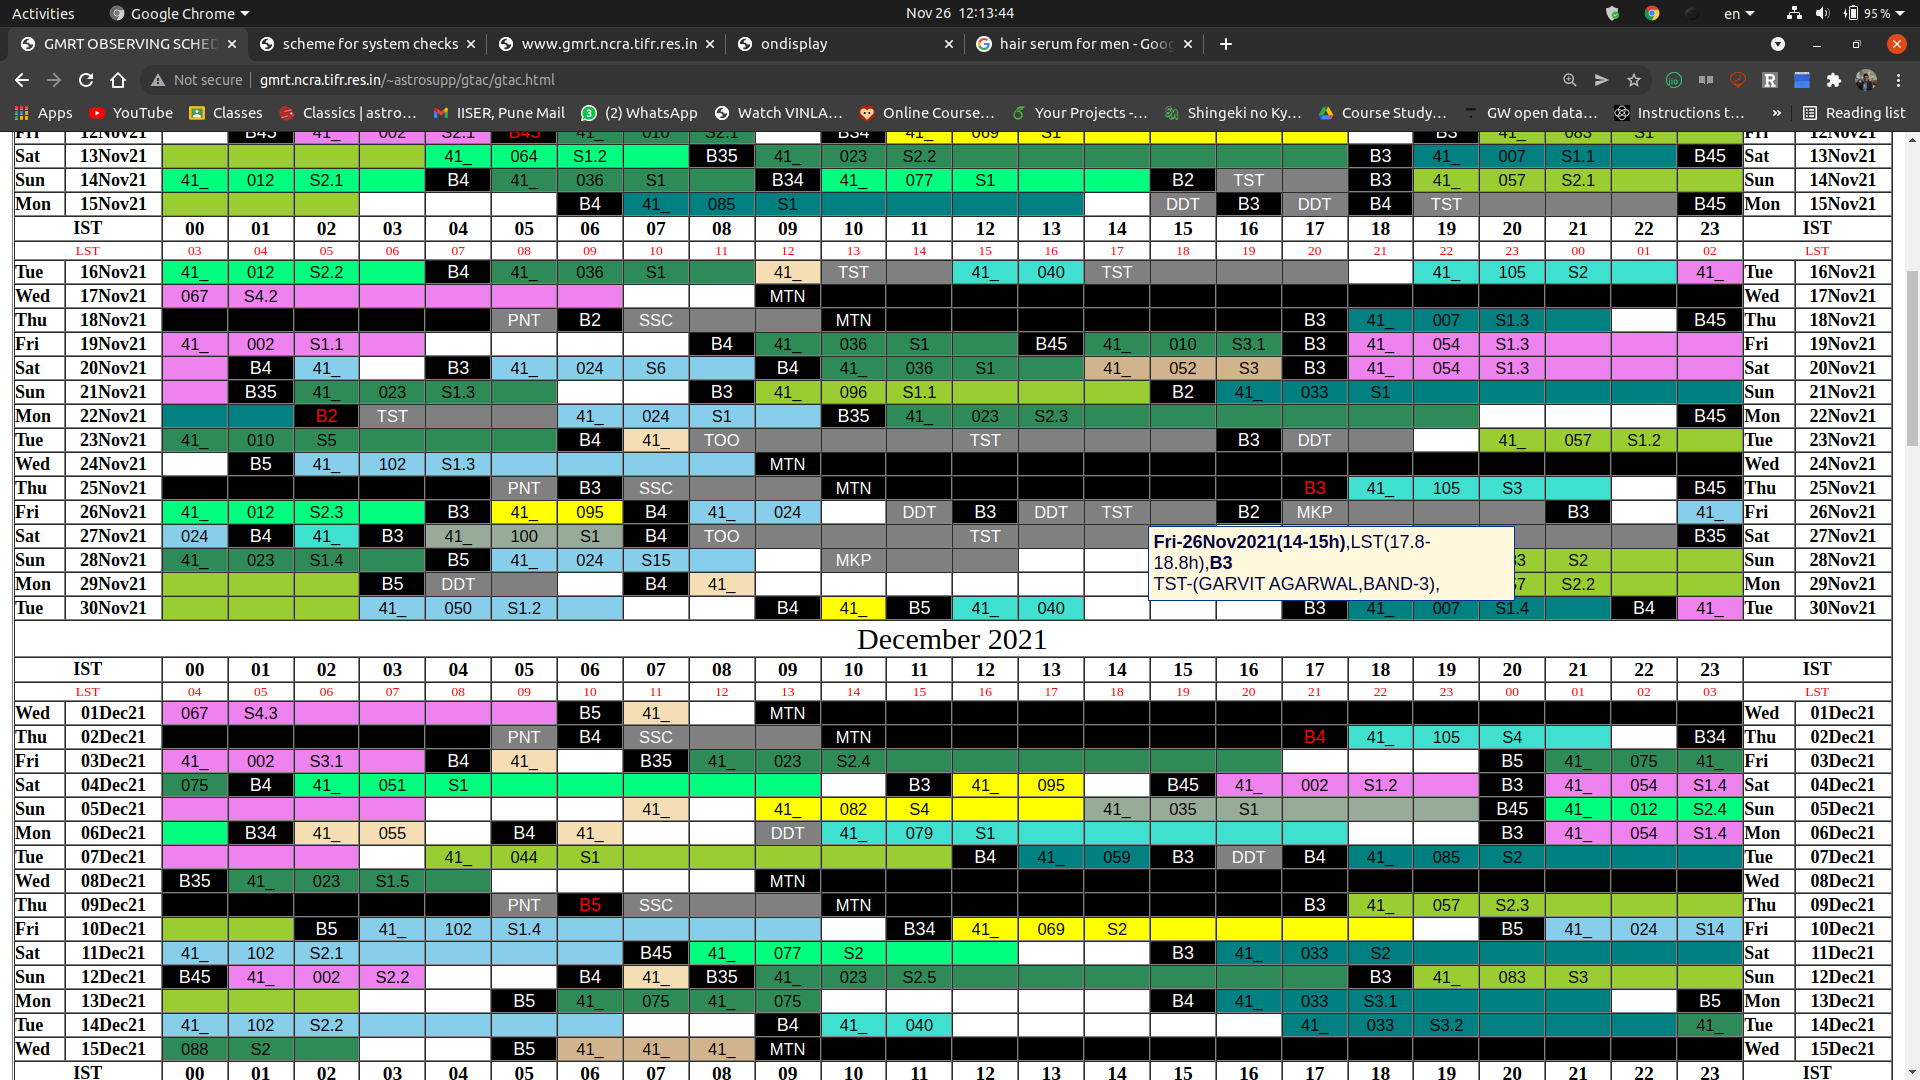 Activities Google Chrome Nov 26 12:13:44 en 95 %
GMRT OBSERVING SCHED scheme for system checks www.gmrt.ncra.tifr.res.in ondisplay hair serum for men - Goog
Not secure gmrt.ncra.tifr.res.in/~astrosupp/gtac/gtac.html
Apps YouTube Classes Classics | astro... IISER, Pune Mail (2) WhatsApp Watch VINLA... Online Course... Your Projects -... Shingeki no Ky... Course Study... GW open data... Instructions t... » Reading list
Fri 12Nov21 B45 41_ 002 S2.1 B45 41_ 010 S2.1 B34 41_ 069 S1 B3 41_ 083 S1 Fri 12Nov21
Sat 13Nov21 41_ 064 S1.2 B35 41_ 023 S2.2 B3 41_ 007 S1.1 B45 Sat 13Nov21
Sun 14Nov21 41_ 012 S2.1 B4 41_ 036 S1 B34 41_ 077 S1 B2 TST B3 41_ 057 S2.1 Sun 14Nov21
Mon 15Nov21 B4 41_ 085 S1 DDT B3 DDT B4 TST B45 Mon 15Nov21
IST 00 01 02 03 04 05 06 07 08 09 10 11 12 13 14 15 16 17 18 19 20 21 22 23 IST
LST 03 04 05 06 07 08 09 10 11 12 13 14 15 16 17 18 19 20 21 22 23 00 01 02 LST
Tue 16Nov21 41_ 012 S2.2 B4 41_ 036 S1 41_ TST 41_ 040 TST 41_ 105 S2 41_ Tue 16Nov21
Wed 17Nov21 067 S4.2 MTN Wed 17Nov21
Thu 18Nov21 PNT B2 SSC MTN B3 41_ 007 S1.3 B45 Thu 18Nov21
Fri 19Nov21 41_ 002 S1.1 B4 41_ 036 S1 B45 41_ 010 S3.1 B3 41_ 054 S1.3 Fri 19Nov21
Sat 20Nov21 B4 41_ B3 41_ 024 S6 B4 41_ 036 S1 41_ 052 S3 B3 41_ 054 S1.3 Sat 20Nov21
Sun 21Nov21 B35 41_ 023 S1.3 B3 41_ 096 S1.1 B2 41_ 033 S1 Sun 21Nov21
Mon 22Nov21 B2 TST 41_ 024 S1 B35 41_ 023 S2.3 B45 Mon 22Nov21
Tue 23Nov21 41_ 010 S5 B4 41_ TOO TST B3 DDT 41_ 057 S1.2 Tue 23Nov21
Wed 24Nov21 B5 41_ 102 S1.3 MTN Wed 24Nov21
Thu 25Nov21 PNT B3 SSC MTN B3 41_ 105 S3 B45 Thu 25Nov21
Fri 26Nov21 41_ 012 S2.3 B3 41_ 095 B4 41_ 024 DDT B3 DDT TST B2 MKP B3 41_ Fri 26Nov21
Sat 27Nov21 024 B4 41_ B3 41_ 100 S1 B4 TOO TST B35 Sat 27Nov21
Sun 28Nov21 41_ 023 S1.4 B5 41_ 024 S15 MKP S2 Sun 28Nov21
Mon 29Nov21 B5 DDT B4 41_ S2.2 Mon 29Nov21
Tue 30Nov21 41_ 050 S1.2 B4 41_ B5 41_ 040 B3 41_ 007 S1.4 B4 41_ Tue 30Nov21
Fri-26Nov2021(14-15h),LST(17.8-
18.8h),B3
TST-(GARVIT AGARWAL,BAND-3),
December 2021
IST 00 01 02 03 04 05 06 07 08 09 10 11 12 13 14 15 16 17 18 19 20 21 22 23 IST
LST 04 05 06 07 08 09 10 11 12 13 14 15 16 17 18 19 20 21 22 23 00 01 02 03 LST
Wed 01Dec21 067 S4.3 B5 41_ MTN Wed 01Dec21
Thu 02Dec21 PNT B4 SSC MTN B4 41_ 105 S4 B34 Thu 02Dec21
Fri 03Dec21 41_ 002 S3.1 B4 41_ B35 41_ 023 S2.4 B5 41_ 075 41_ Fri 03Dec21
Sat 04Dec21 075 B4 41_ 051 S1 B3 41_ 095 B45 41_ 002 S1.2 B3 41_ 054 S1.4 Sat 04Dec21
Sun 05Dec21 41_ 41_ 082 S4 41_ 035 S1 B45 41_ 012 S2.4 Sun 05Dec21
Mon 06Dec21 B34 41_ 055 B4 41_ DDT 41_ 079 S1 B3 41_ 054 S1.4 Mon 06Dec21
Tue 07Dec21 41_ 044 S1 B4 41_ 059 B3 DDT B4 41_ 085 S2 Tue 07Dec21
Wed 08Dec21 B35 41_ 023 S1.5 MTN Wed 08Dec21
Thu 09Dec21 PNT B5 SSC MTN B3 41_ 057 S2.3 Thu 09Dec21
Fri 10Dec21 B5 41_ 102 S1.4 B34 41_ 069 S2 B5 41_ 024 S14 Fri 10Dec21
Sat 11Dec21 41_ 102 S2.1 B45 41_ 077 S2 B3 41_ 033 S2 Sat 11Dec21
Sun 12Dec21 B45 41_ 002 S2.2 B4 41_ B35 41_ 023 S2.5 B3 41_ 083 S3 Sun 12Dec21
Mon 13Dec21 B5 41_ 075 41_ 075 B4 41_ 033 S3.1 B5 Mon 13Dec21
Tue 14Dec21 41_ 102 S2.2 B4 41_ 040 41_ 033 S3.2 41_ Tue 14Dec21
Wed 15Dec21 088 S2 B5 41_ 41_ 41_ MTN Wed 15Dec21
IST 00 01 02 03 04 05 06 07 08 09 10 11 12 13 14 15 16 17 18 19 20 21 22 23 IST